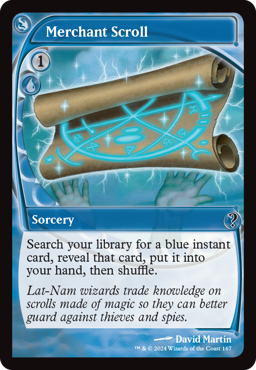 Merchant Scroll
1
Sorcery
Search your library for a blue instant
card, reveal that card, put it into
your hand, then shuffle.
Lat-Nam wizards trade knowledge on
scrolls made of magic so they can better
guard against thieves and spies.
David Martin
™ & © 2024 Wizards of the Coast 167